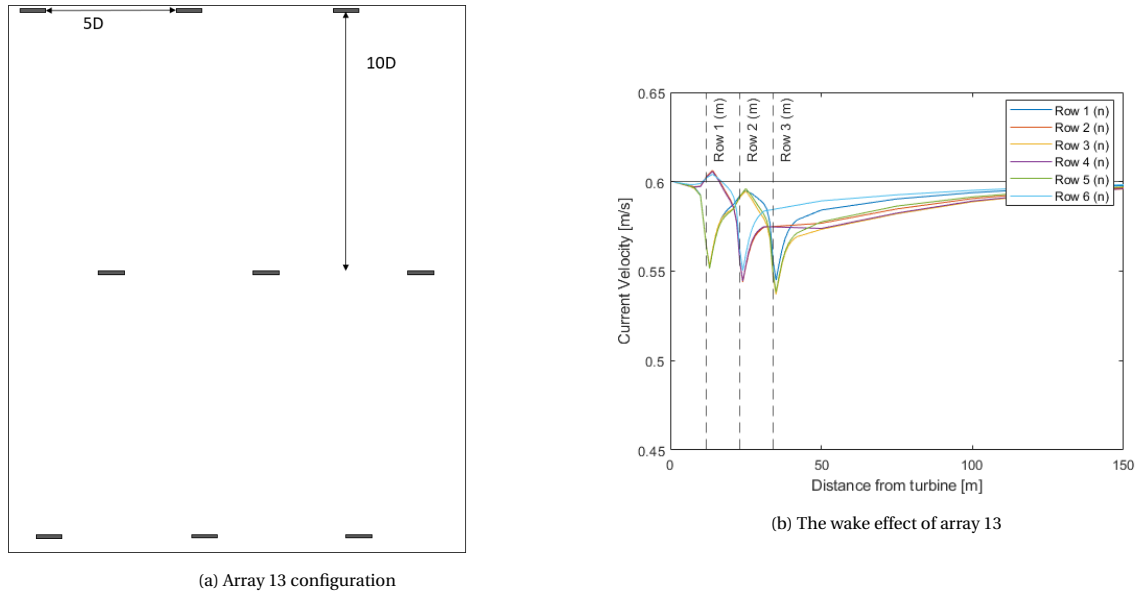 5D
10D
(a) Array 13 configuration
0.65
0.6
0.55
0.5
0.45
Current Velocity [m/s]
Row 1 (m)
Row 2 (m)
Row 3 (m)
Row 1 (n)
Row 2 (n)
Row 3 (n)
Row 4 (n)
Row 5 (n)
Row 6 (n)
0
50
100
150
Distance from turbine [m]
(b) The wake effect of array 13